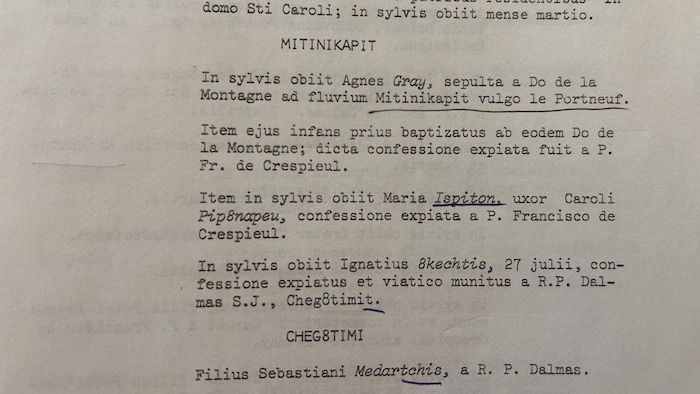 domo Sti Caroli; in sylvis obiit mense martio.
MITINIKAPIT
In sylvis obiit Agnes Gray, sepulta a Do de la
Montagne ad fluvium Mitinikapit vulgo le Portneuf.
Item ejus infans prius baptizatus ab eodem Do de
la Montagne; dicta confessione expiata fuit a P.
Fr. de Crespieul.
Item in sylvis obiit Maria Ispiton, uxor Caroli
Pip8napeu, confessione expiata a P. Francisco de
Crespieul.
In sylvis obiit Ignatius 8kechtis, 27 julii, con-
fessione expiatus et viatico munitus a R.P. Dal-
mas S.J., Cheg8timit.
CHEG8TIMI
Filius Sebastiani Medartchis, a R. P. Dalmas.